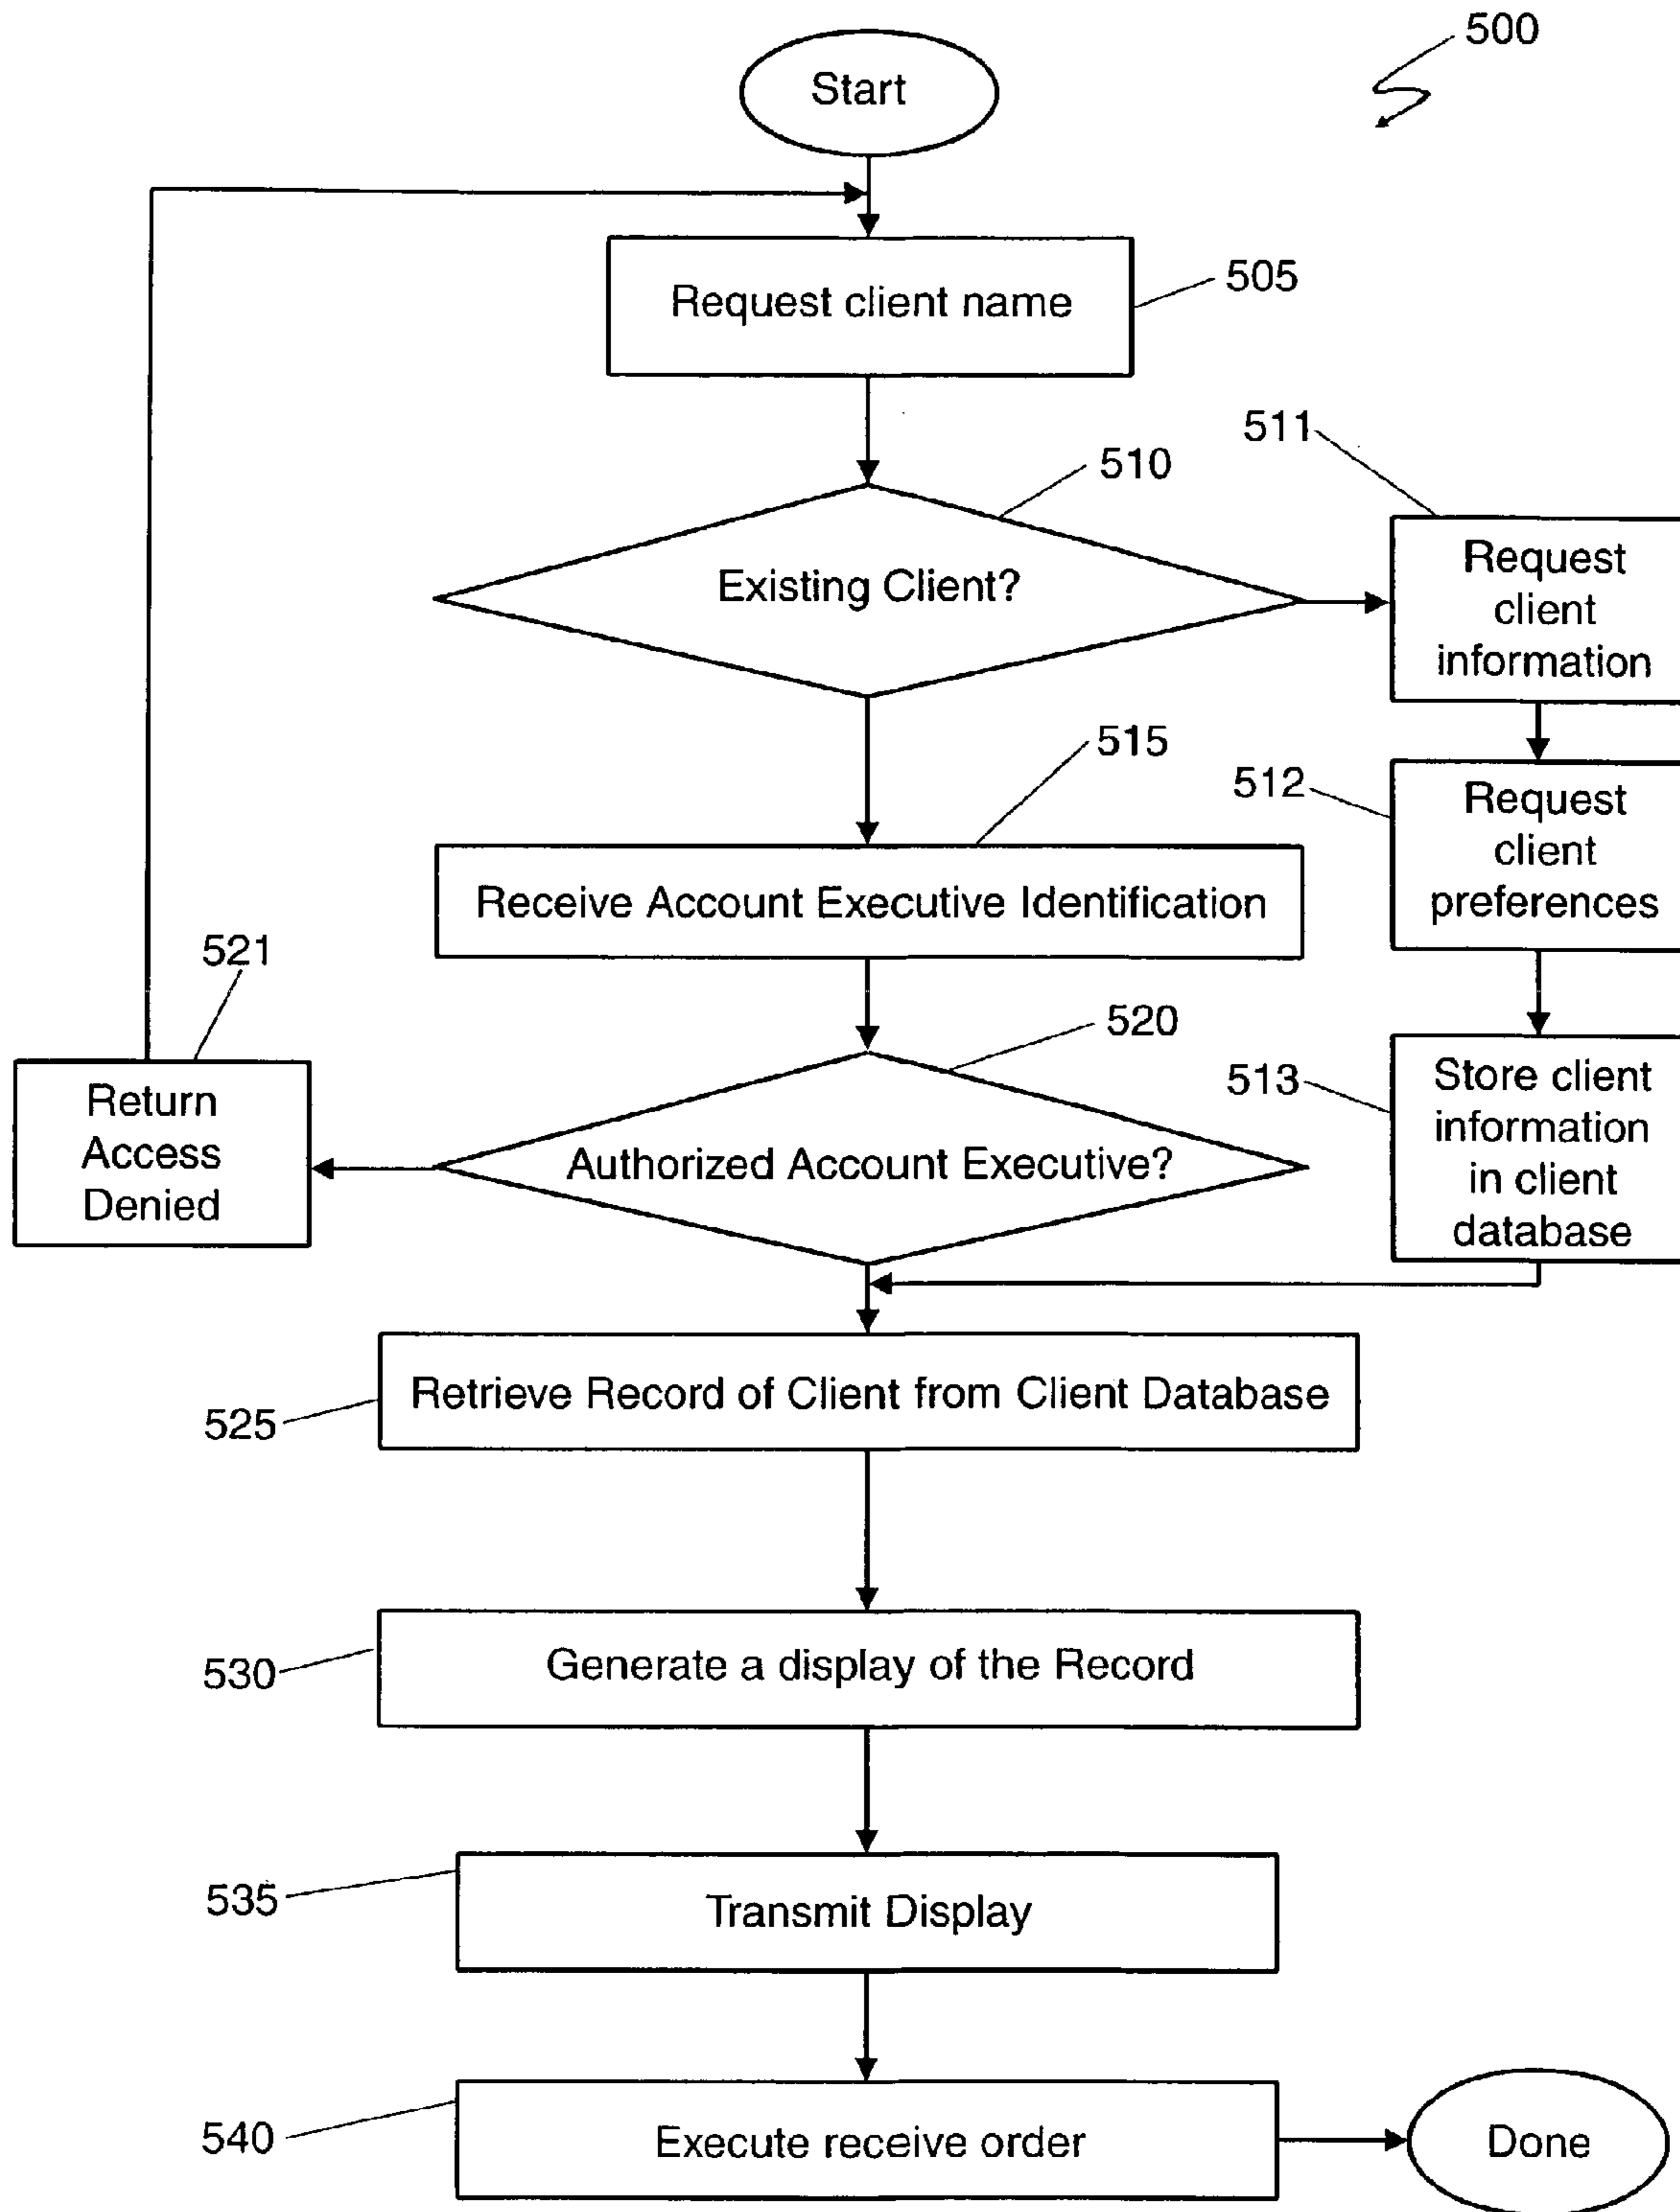 500
Start
Request client name
505
510
Existing Client?
511
Request
client
information
515
Receive Account Executive Identification
512
Request
client
preferences
521
Return
Access
Denied
520
Authorized Account Executive?
513
Store client
information
in client
database
Retrieve Record of Client from Client Database
525
Generate a display of the Record
530
Transmit Display
535
Execute receive order
540
Done